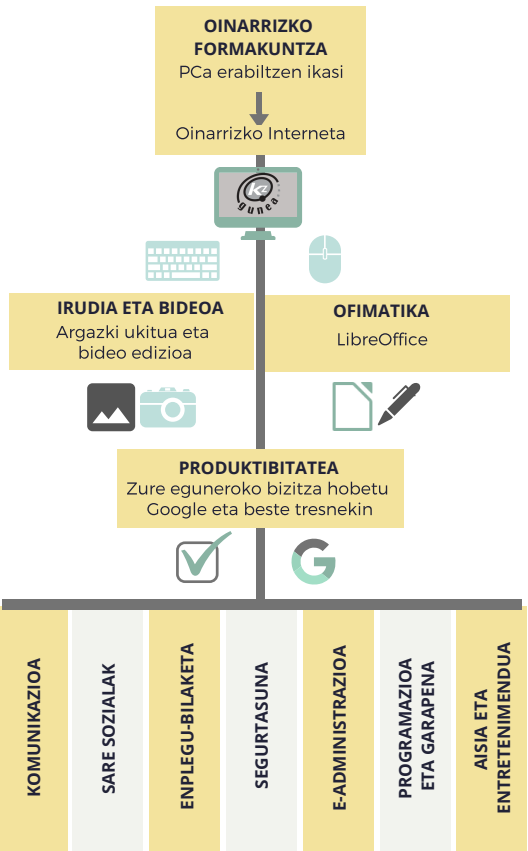 OINARRIZKO
FORMAKUNTZA
PCa erabiltzen ikasi
Oinarrizko Interneta
kz
gunea
IRUDIA ETA BIDEOA
Argazki ukitua eta
bideo edizioa
OFIMATIKA
LibreOffice
PRODUKTIBITATEA
Zure eguneroko bizitza hobetu
Google eta beste tresnekin
G
KOMUNIKAZIOA
SARE SOZIALAK
ENPLEGU-BILAKETA
SEGURTASUNA
E-ADMINISTRAZIOA
PROGRAMAZIOA
ETA GARAPENA
AISIA ETA
ENTRETENIMENDUA